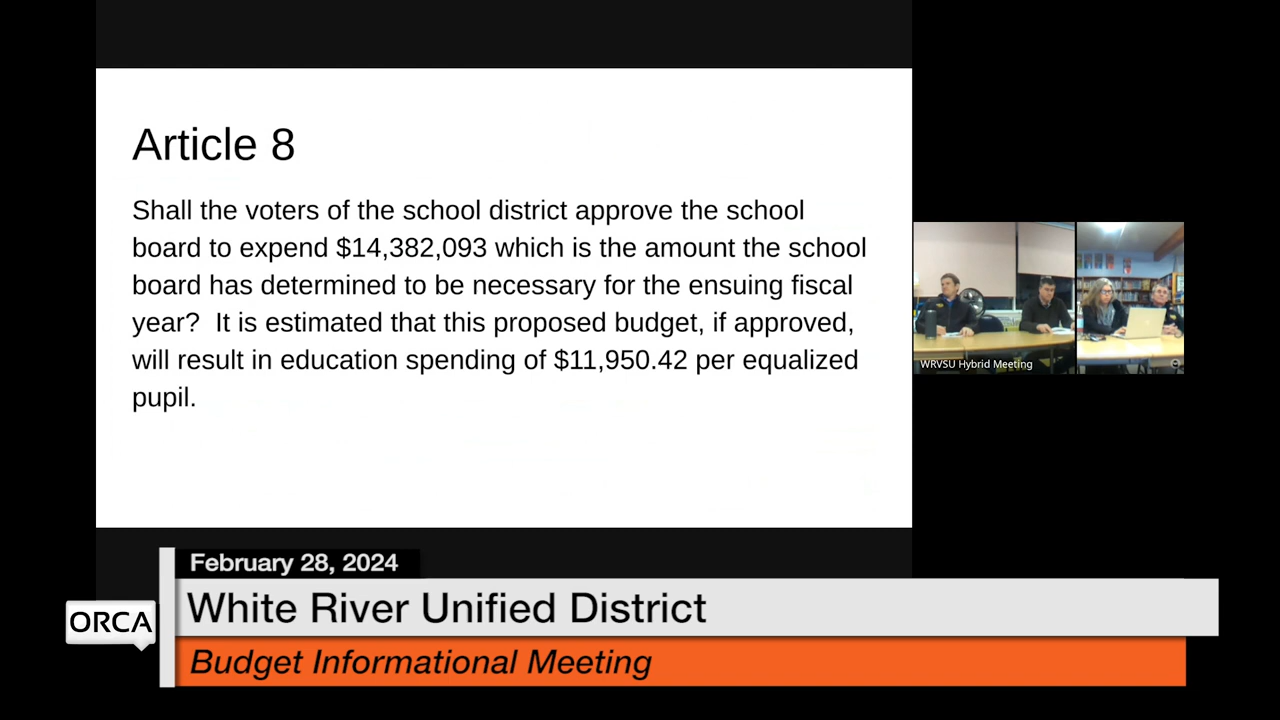 Article 8
Shall the voters of the school district approve the school
board to expend $14,382,093 which is the amount the school
board has determined to be necessary for the ensuing fiscal
year?  It is estimated that this proposed budget, if approved,
will result in education spending of $11,950.42 per equalized
pupil.
WRVSU Hybrid Meeting
February 28, 2024
ORCA
White River Unified District
Budget Informational Meeting